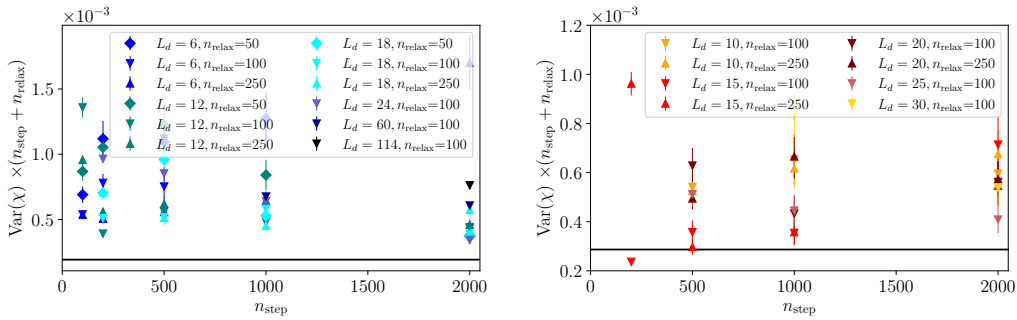 ×10⁻³
Var(χ) ×(n_step + n_relax)
1.5
1.0
0.5
0
500
1000
1500
2000
n_step
L_d = 6, n_relax=50
L_d = 6, n_relax=100
L_d = 6, n_relax=250
L_d = 12, n_relax=50
L_d = 12, n_relax=100
L_d = 12, n_relax=250
L_d = 18, n_relax=50
L_d = 18, n_relax=100
L_d = 18, n_relax=250
L_d = 24, n_relax=100
L_d = 60, n_relax=100
L_d = 114, n_relax=100
×10⁻³
Var(χ) ×(n_step + n_relax)
1.2
1.0
0.8
0.6
0.4
0.2
0
500
1000
1500
2000
n_step
L_d = 10, n_relax=100
L_d = 10, n_relax=250
L_d = 15, n_relax=100
L_d = 15, n_relax=250
L_d = 20, n_relax=100
L_d = 20, n_relax=250
L_d = 25, n_relax=100
L_d = 30, n_relax=100